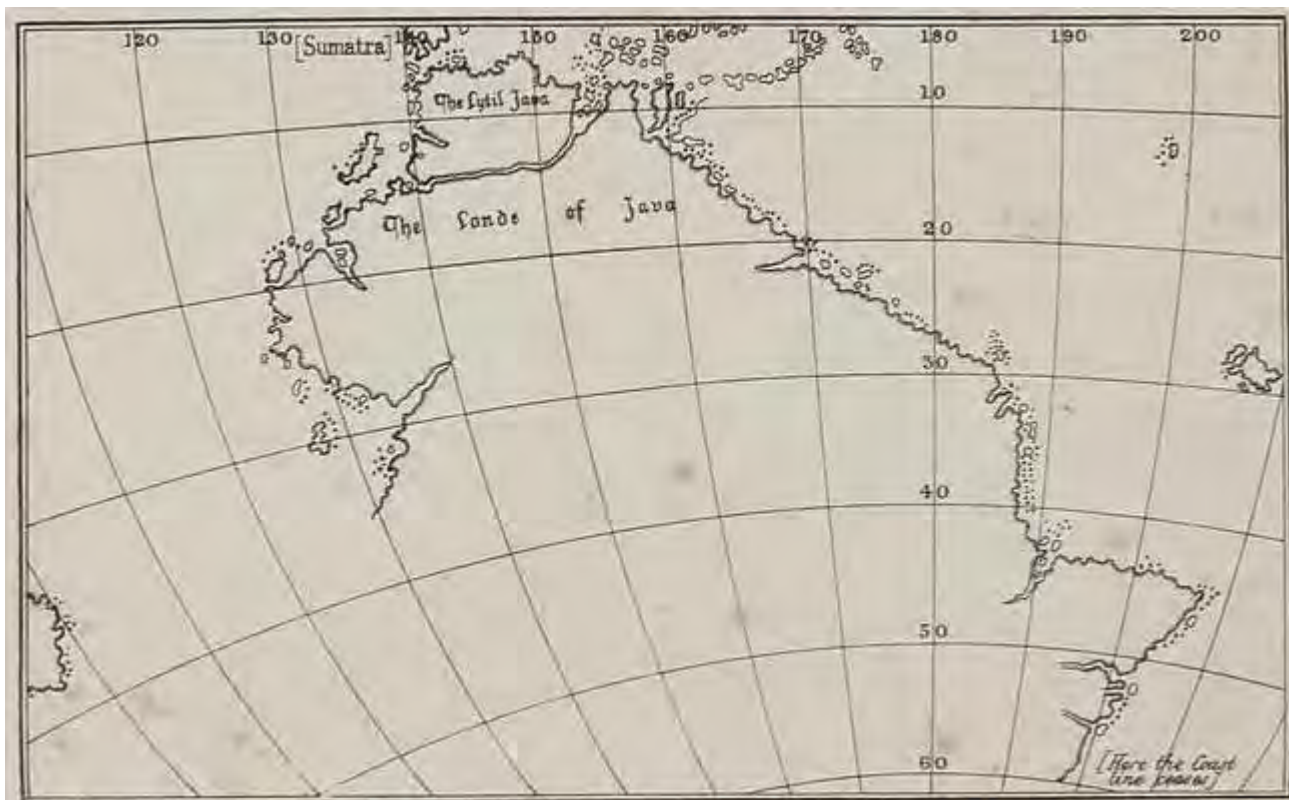 120 130 [Sumatra] 140 150 160 170 180 190 200
The Lytil Java
10
The Londe of Java
20
30
40
50
[Here the Coast
line ceases]
60